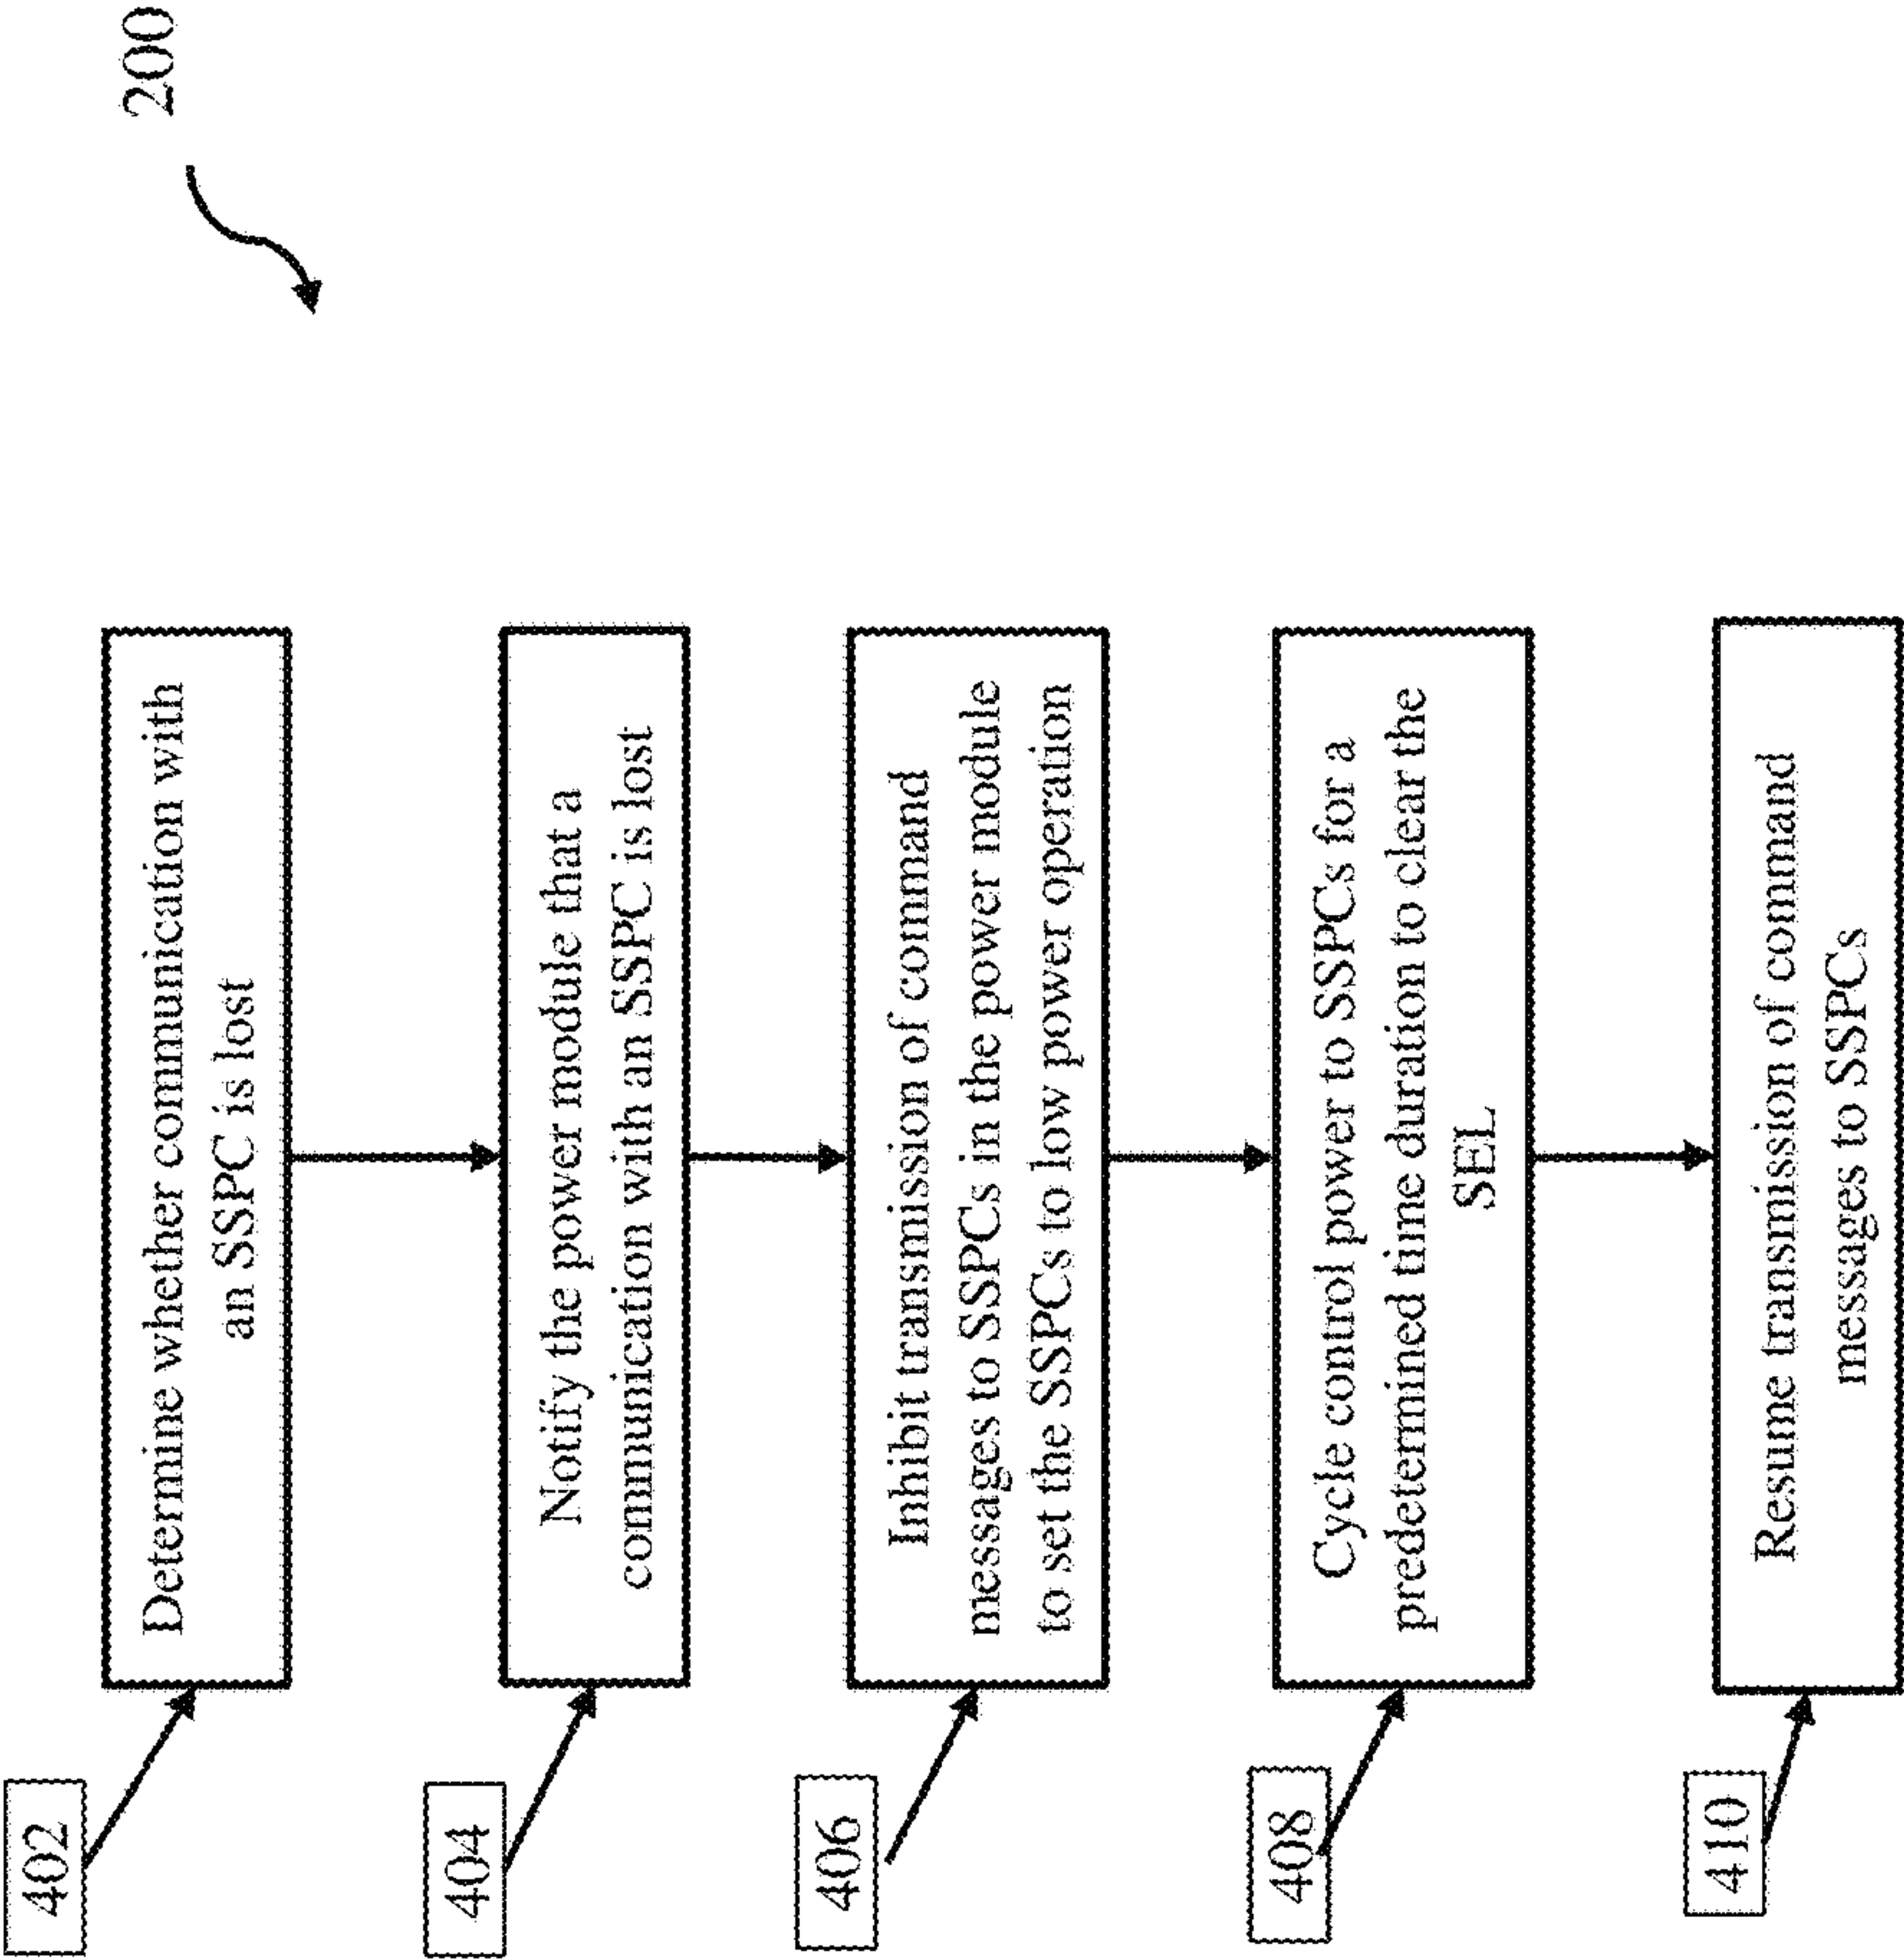 200
402
Determine whether communication with
an SSPC is lost
404
Notify the power module that a
communication with an SSPC is lost
406
Inhibit transmission of command
messages to SSPCs in the power module
to set the SSPCs to low power operation
408
Cycle control power to SSPCs for a
predetermined time duration to clear the
SEL
410
Resume transmission of command
messages to SSPCs